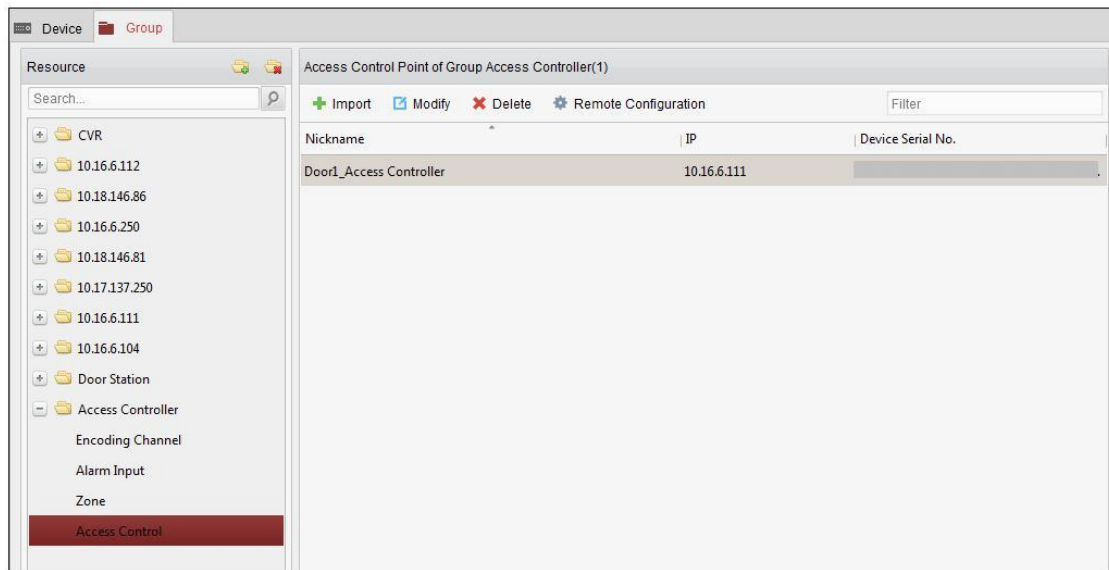 Device Group
Resource
Search...
CVR
10.16.6.112
10.18.146.86
10.16.6.250
10.18.146.81
10.17.137.250
10.16.6.111
10.16.6.104
Door Station
Access Controller
Encoding Channel
Alarm Input
Zone
Access Control
Access Control Point of Group Access Controller(1)
Import Modify Delete Remote Configuration Filter
Nickname IP Device Serial No.
Door1_Access Controller 10.16.6.111 .